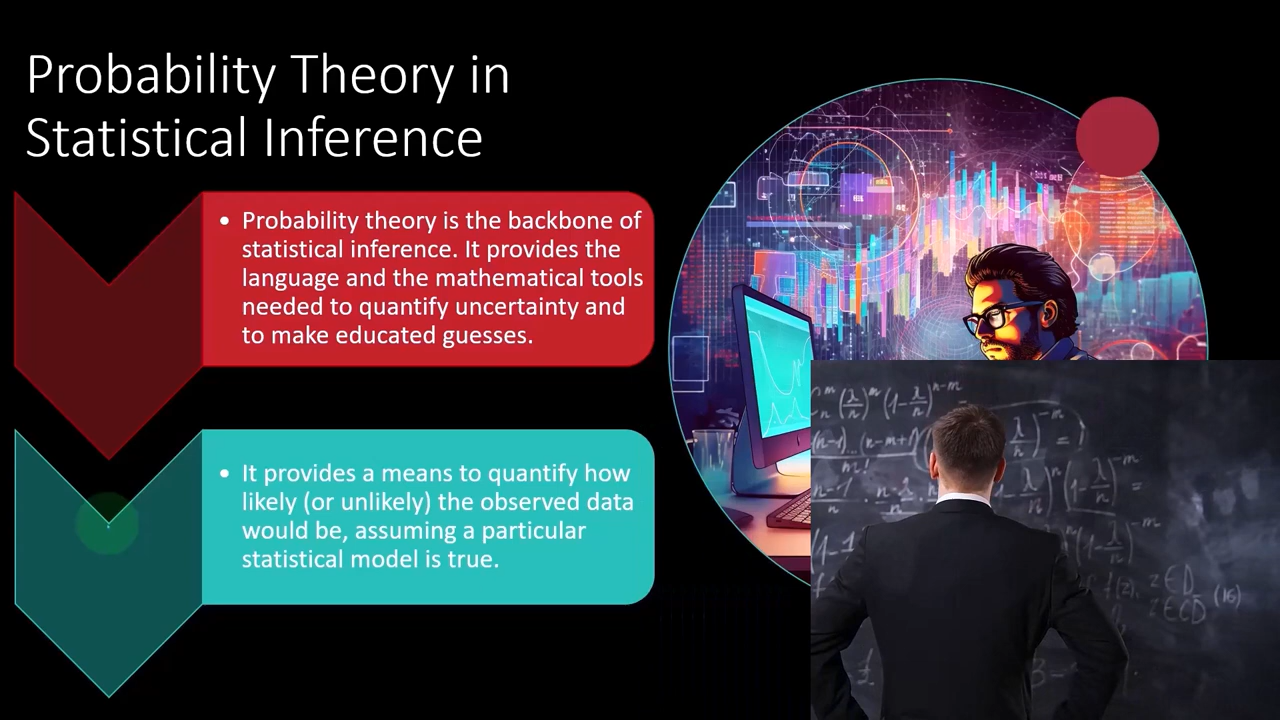 Probability Theory in
Statistical Inference
• Probability theory is the backbone of
statistical inference. It provides the
language and the mathematical tools
needed to quantify uncertainty and
to make educated guesses.
• It provides a means to quantify how
likely (or unlikely) the observed data
would be, assuming a particular
statistical model is true.
(16)